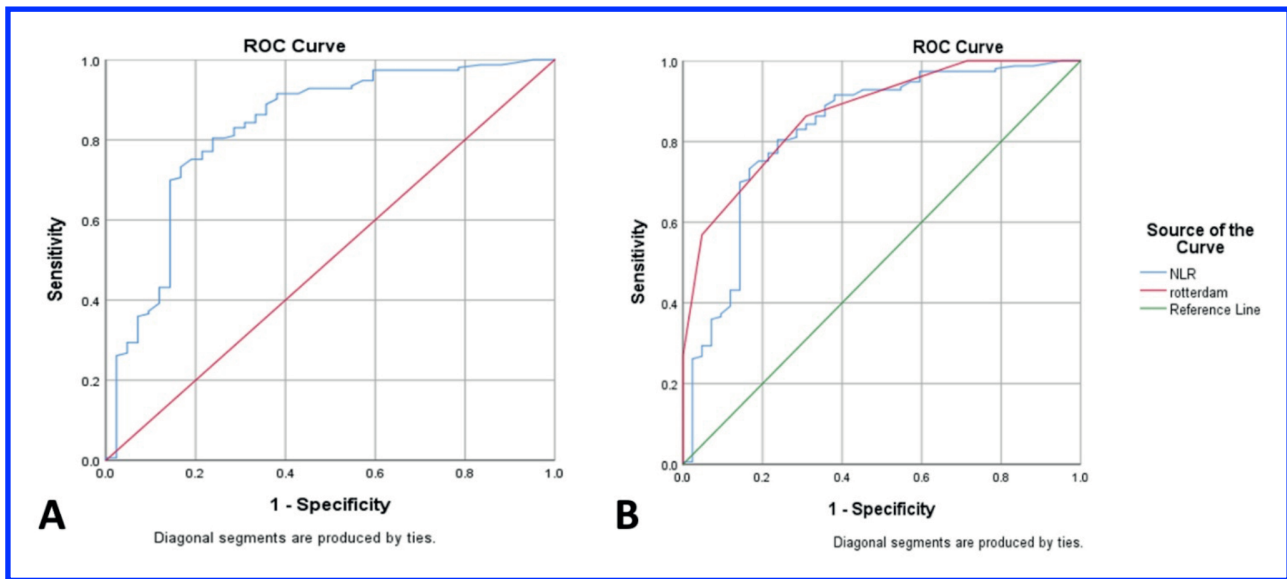 ROC Curve
1.0
0.8
0.6
0.4
0.2
0.0
Sensitivity
0.0 0.2 0.4 0.6 0.8 1.0
1 - Specificity
A
Diagonal segments are produced by ties.
ROC Curve
1.0
0.8
0.6
0.4
0.2
0.0
Sensitivity
0.0 0.2 0.4 0.6 0.8 1.0
1 - Specificity
B
Diagonal segments are produced by ties.
Source of the
Curve
NLR
rotterdam
Reference Line